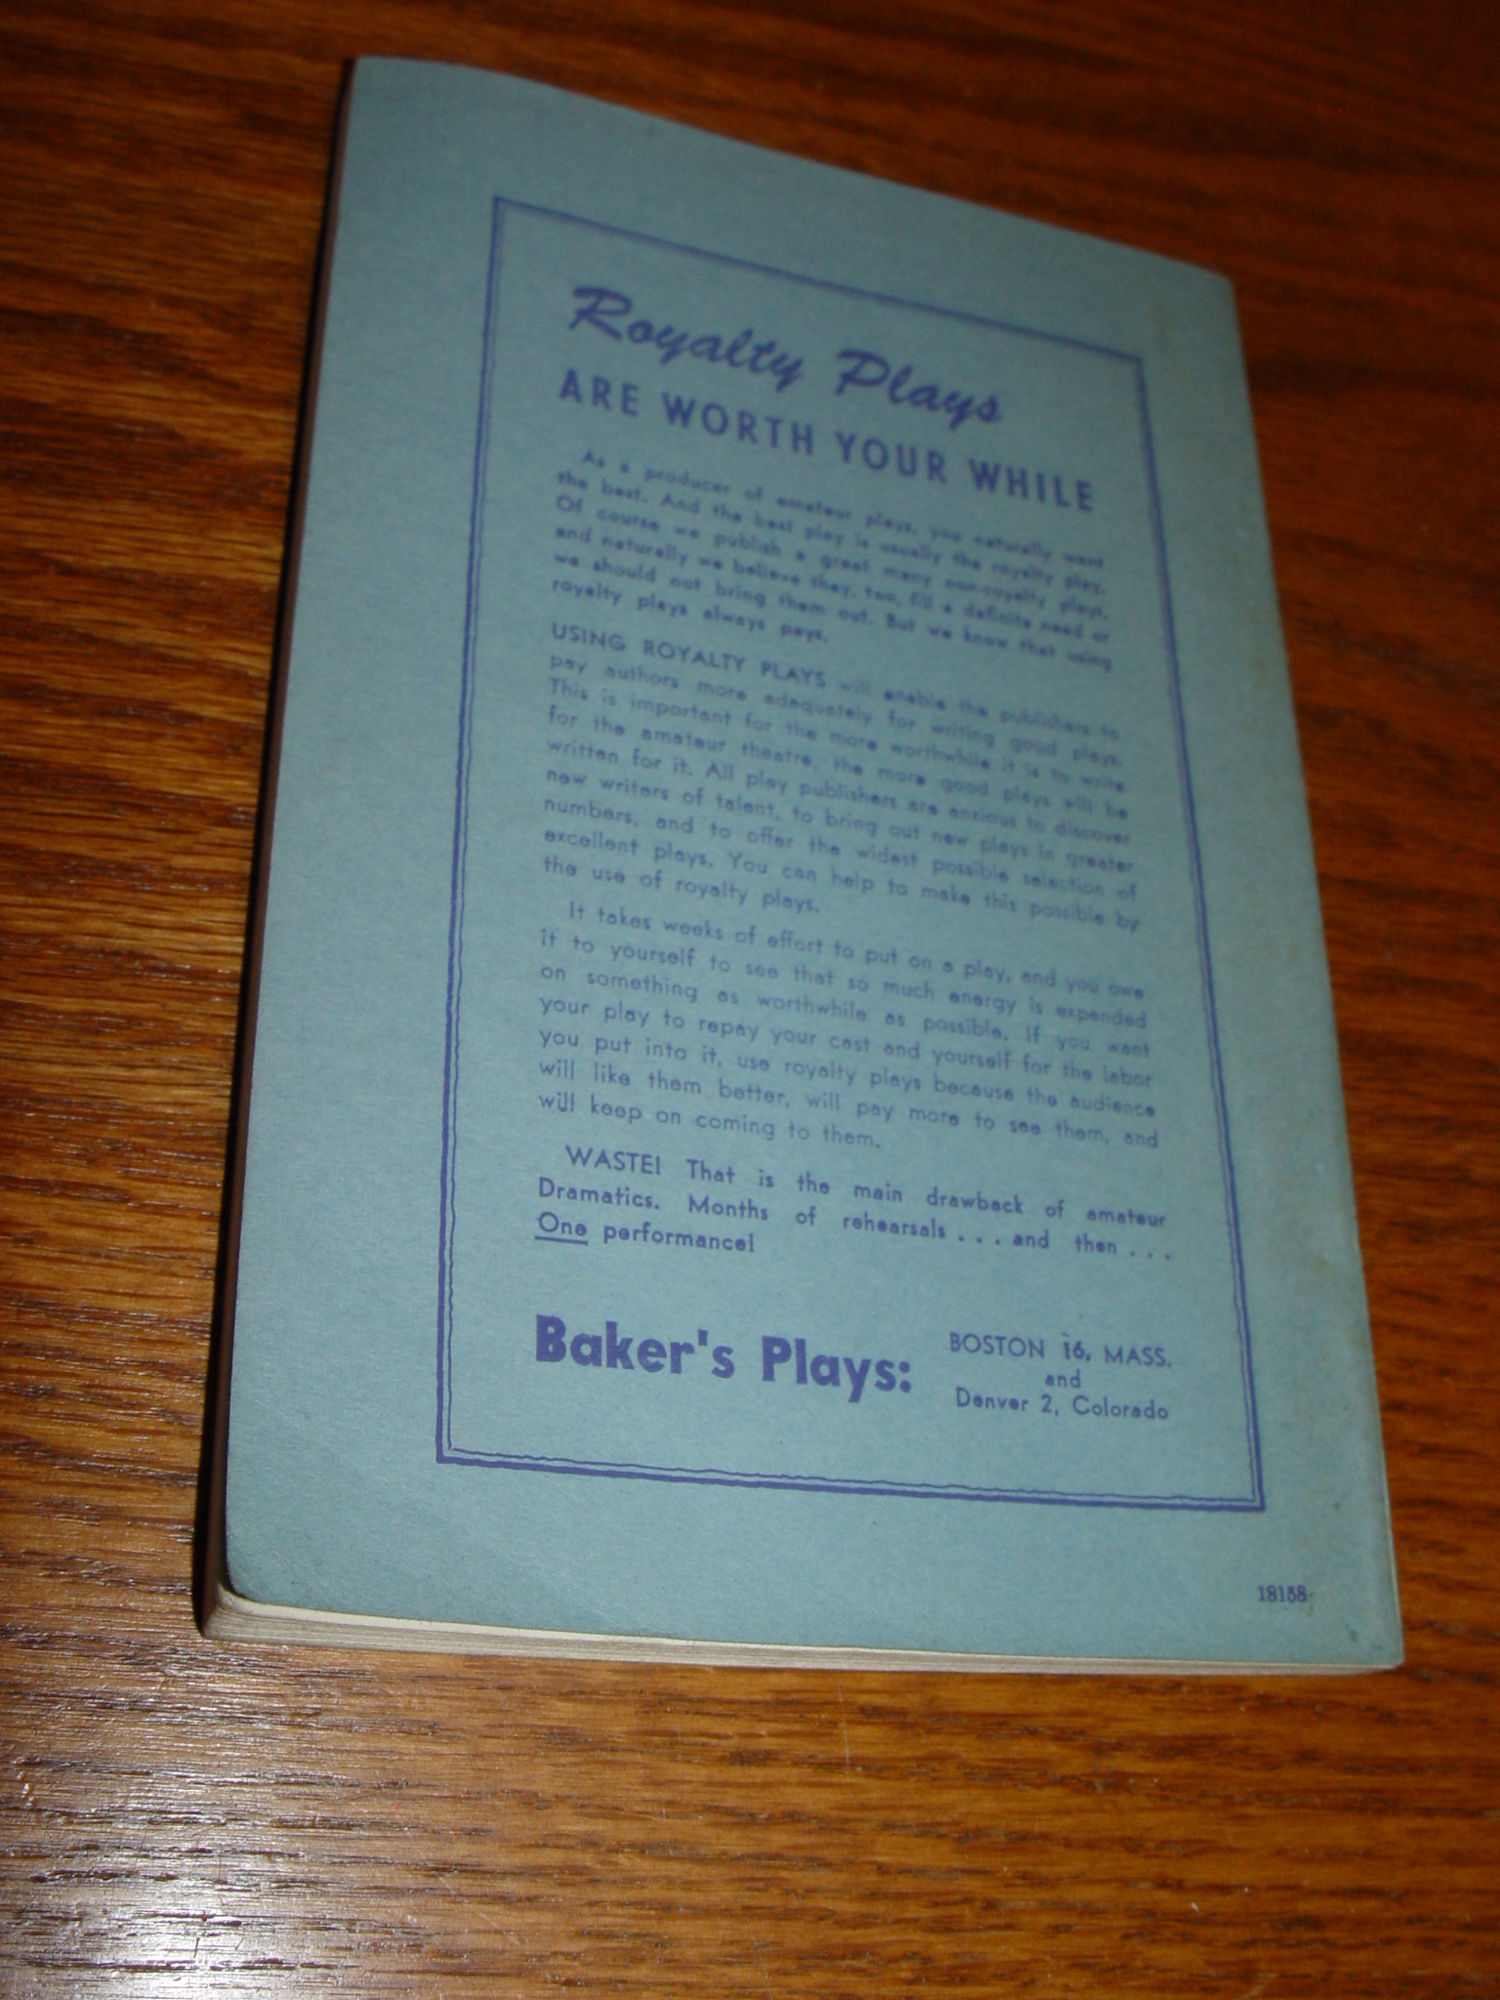 Royalty Plays
ARE WORTH YOUR WHILE
As a producer of amateur plays, you naturally want
the best. And the best play is usually the royalty play.
Of course we publish a great many non-royalty plays,
and naturally we believe they, too, fill a definite need or
we should not bring them out. But we know that using
royalty plays always pays.
USING ROYALTY PLAYS will enable the publishers to
pay authors more adequately for writing good plays.
This is important for the more worthwhile it is to write
for the amateur theatre, the more good plays will be
written for it. All play publishers are anxious to discover
new writers of talent, to bring out new plays in greater
numbers, and to offer the widest possible selection of
excellent plays. You can help to make this possible by
the use of royalty plays.
It takes weeks of effort to put on a play, and you owe
it to yourself to see that so much energy is expended
on something as worthwhile as possible. If you want
your play to repay your cast and yourself for the labor
you put into it, use royalty plays because the audience
will like them better, will pay more to see them, and
will keep on coming to them.
WASTE! That is the main drawback of amateur
Dramatics. Months of rehearsals . . . and then . . .
One performance!
Baker's Plays:
BOSTON 16, MASS.
and
Denver 2, Colorado
18158